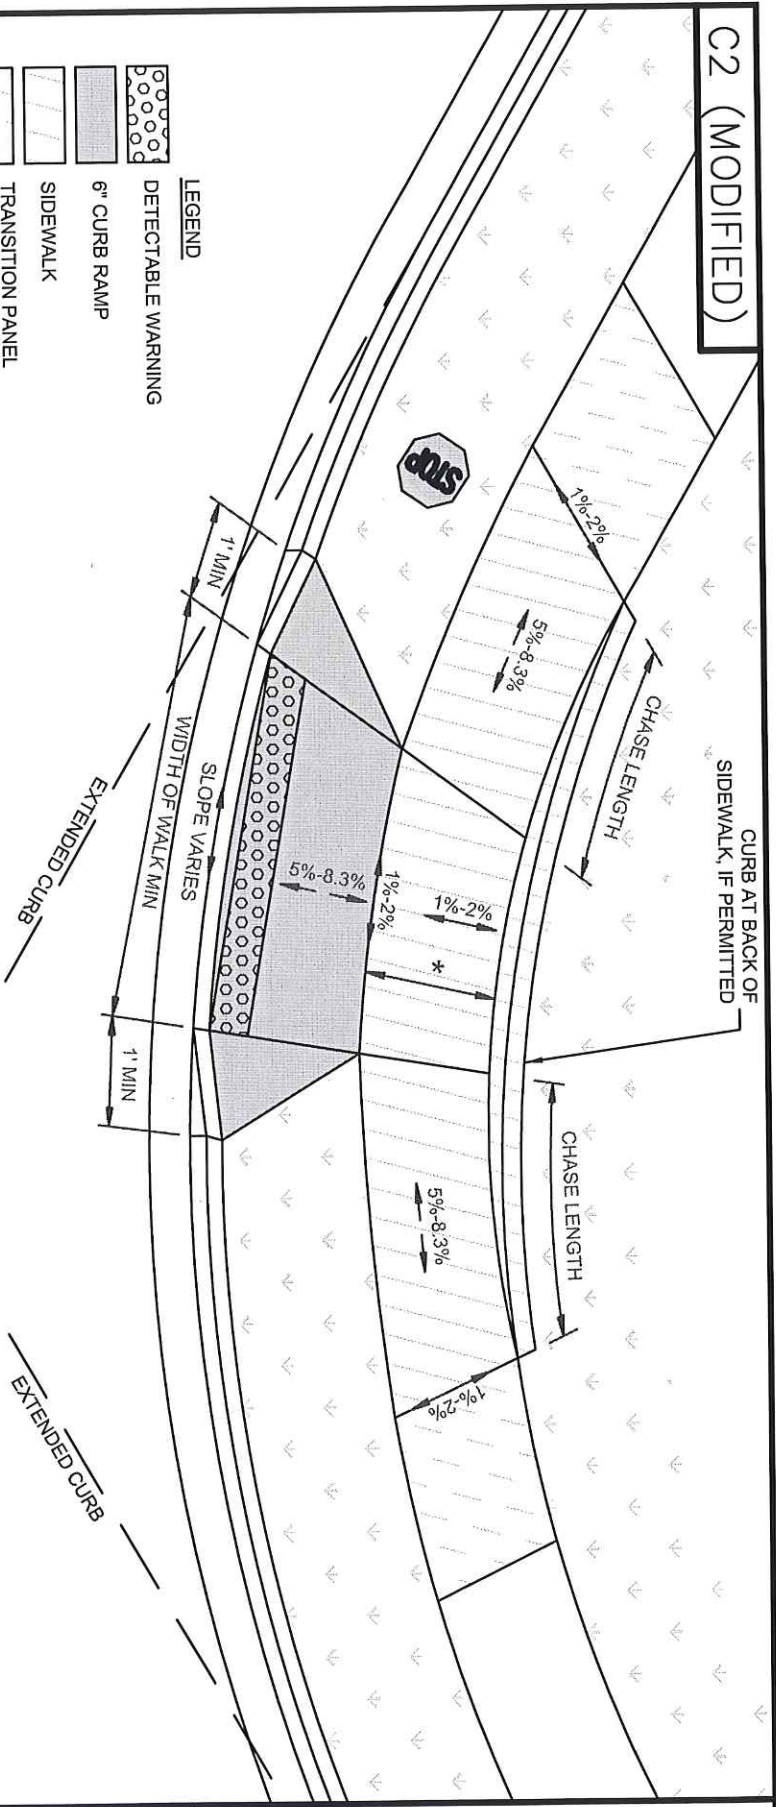 C2 (MODIFIED)
CURB AT BACK OF
SIDEWALK, IF PERMITTED
CHASE LENGTH
CHASE LENGTH
STOP
1%-2%
5%-8.3%
1%-2%
*
1%-2%
5%-8.3%
5%-8.3%
1%-2%
SLOPE VARIES
1' MIN
WIDTH OF WALK MIN
1' MIN
EXTENDED CURB
EXTENDED CURB
LEGEND
DETECTABLE WARNING
6" CURB RAMP
SIDEWALK
TRANSITION PANEL